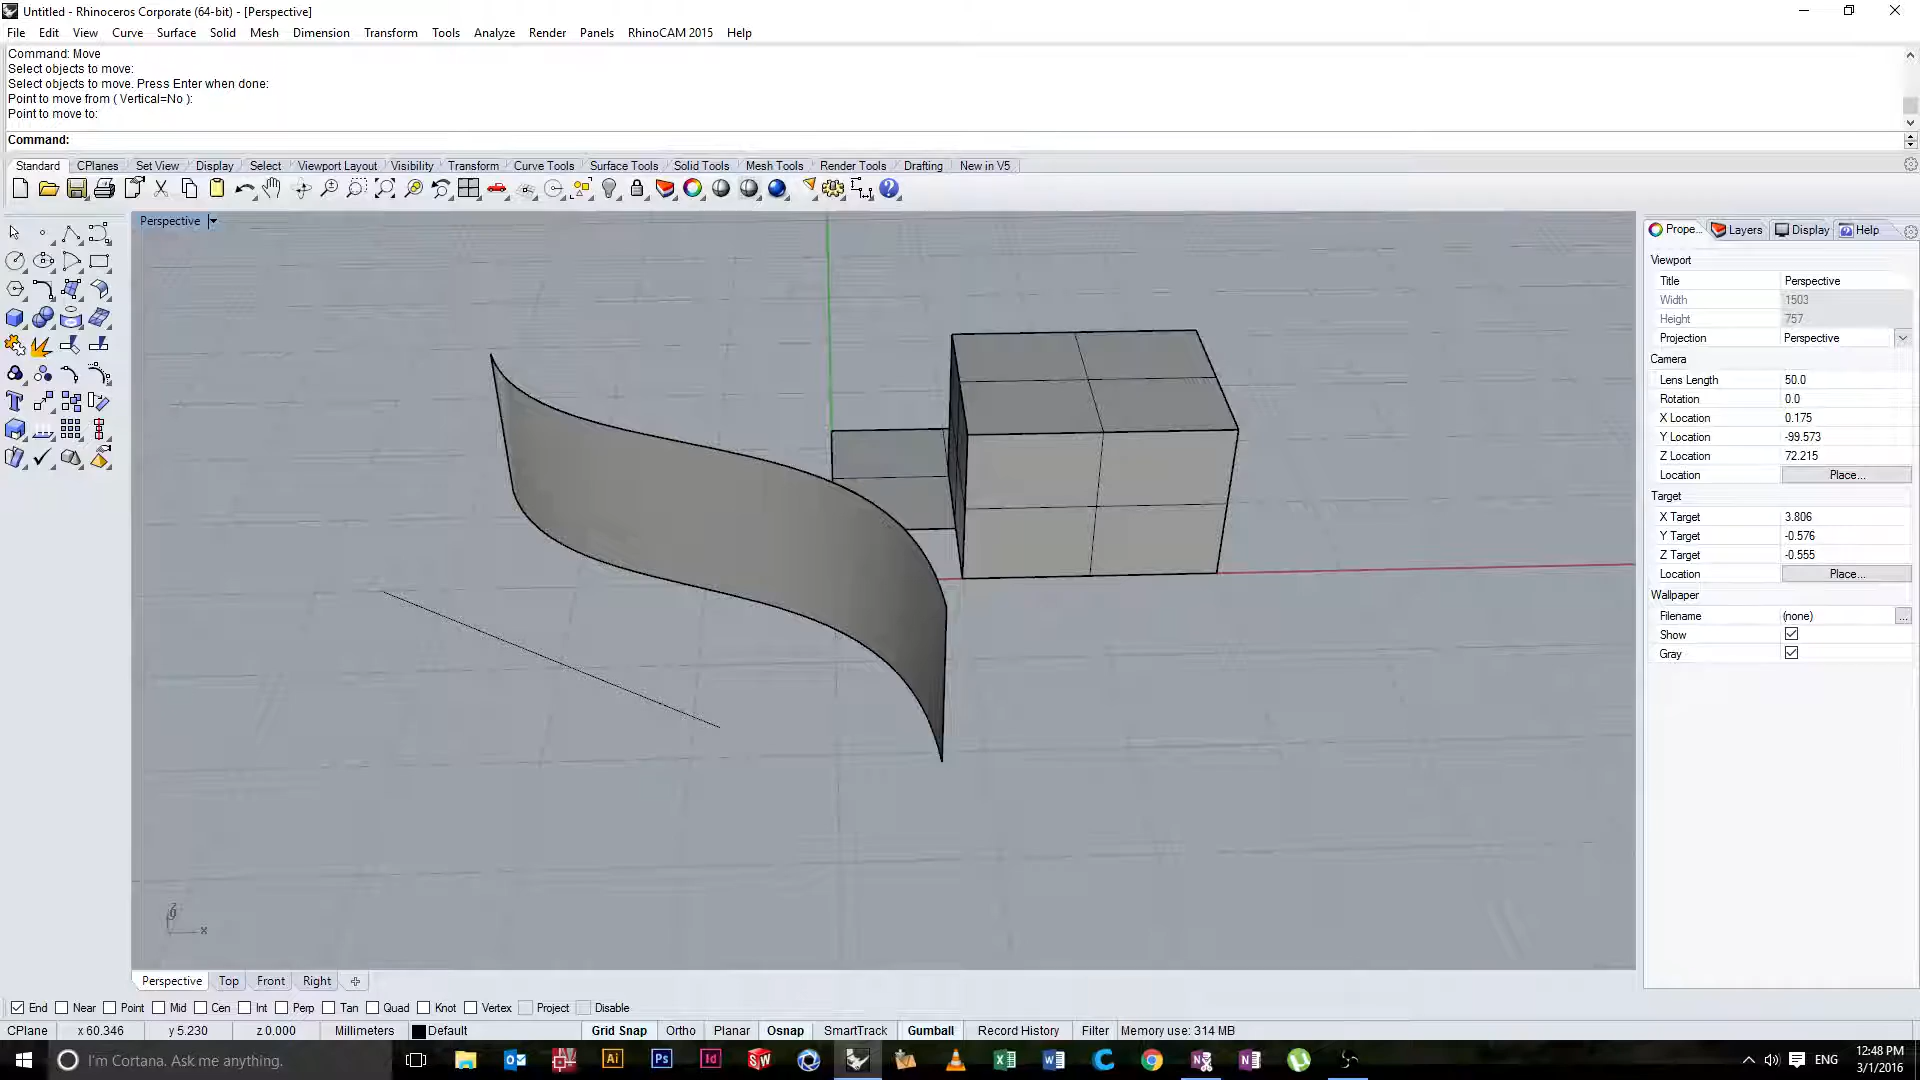 Untitled - Rhinoceros Corporate (64-bit) - [Perspective]
File Edit View Curve Surface Solid Mesh Dimension Transform Tools Analyze Render Panels RhinoCAM 2015 Help
Command: Move
Select objects to move:
Select objects to move. Press Enter when done:
Point to move from ( Vertical=No ):
Point to move to:
Command:
Standard CPlanes Set View Display Select Viewport Layout Visibility Transform Curve Tools Surface Tools Solid Tools Mesh Tools Render Tools Drafting New in V5
Perspective
Prope... Layers Display Help
Viewport
Title Perspective
Width 1503
Height 757
Projection Perspective
Camera
Lens Length 50.0
Rotation 0.0
X Location 0.175
Y Location -99.573
Z Location 72.215
Location Place...
Target
X Target 3.806
Y Target -0.576
Z Target -0.555
Location Place...
Wallpaper
Filename (none) ...
Show
Gray
x
Perspective Top Front Right
End Near Point Mid Cen Int Perp Tan Quad Knot Vertex Project Disable
CPlane x 60.346 y 5.230 z 0.000 Millimeters Default Grid Snap Ortho Planar Osnap SmartTrack Gumball Record History Filter Memory use: 314 MB
I'm Cortana. Ask me anything.
Ai Ps Id SW
ENG
12:48 PM
3/1/2016